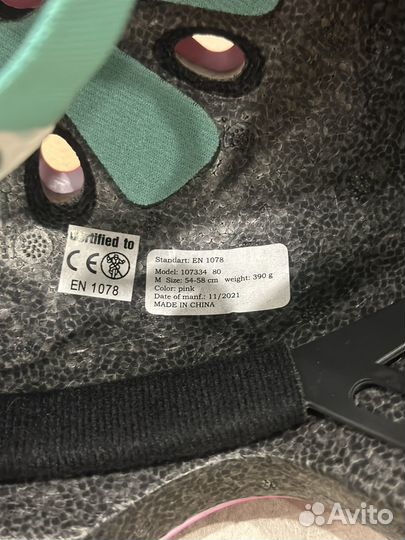 Certified to
CE
EN 1078
Standart: EN 1078
Model: 107334 80
M Size: 54-58 cm weight: 390 g
Color: pink
Date of manf.: 11/2021
MADE IN CHINA
Avito